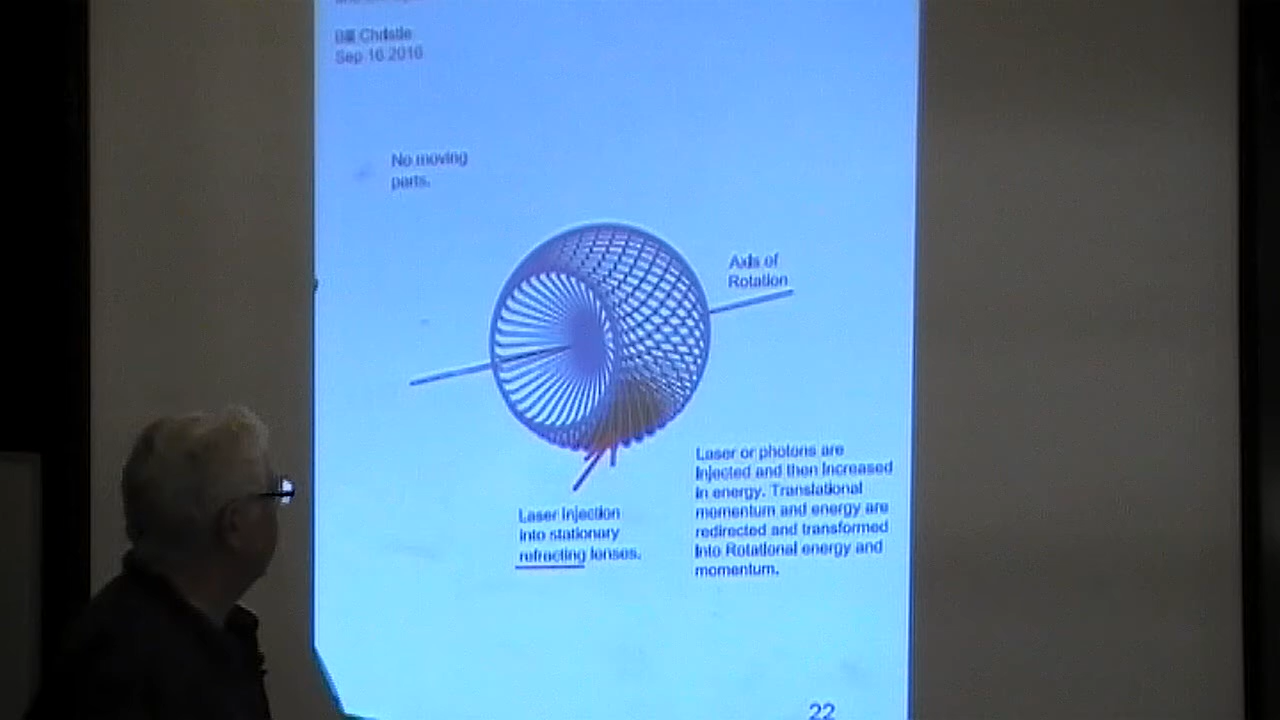 Bill Christie
Sep 16 2016
No moving
parts.
Axis of
Rotation
Laser or photons are
Injected and then Increased
in energy. Translational
momentum and energy are
redirected and transformed
into Rotational energy and
momentum.
Laser Injection
into stationary
refracting lenses.
22